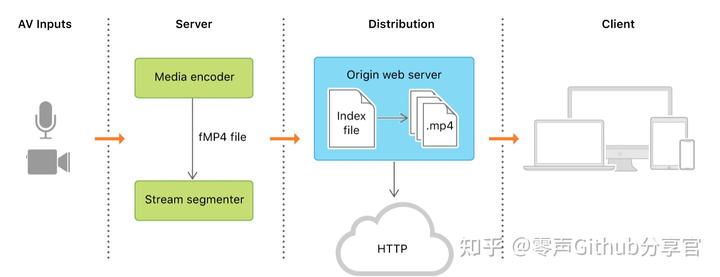 AV Inputs
Server
Distribution
Client
Media encoder
fMP4 file
Stream segmenter
Origin web server
Index
file
.mp4
HTTP
知乎 @零声Github分享官